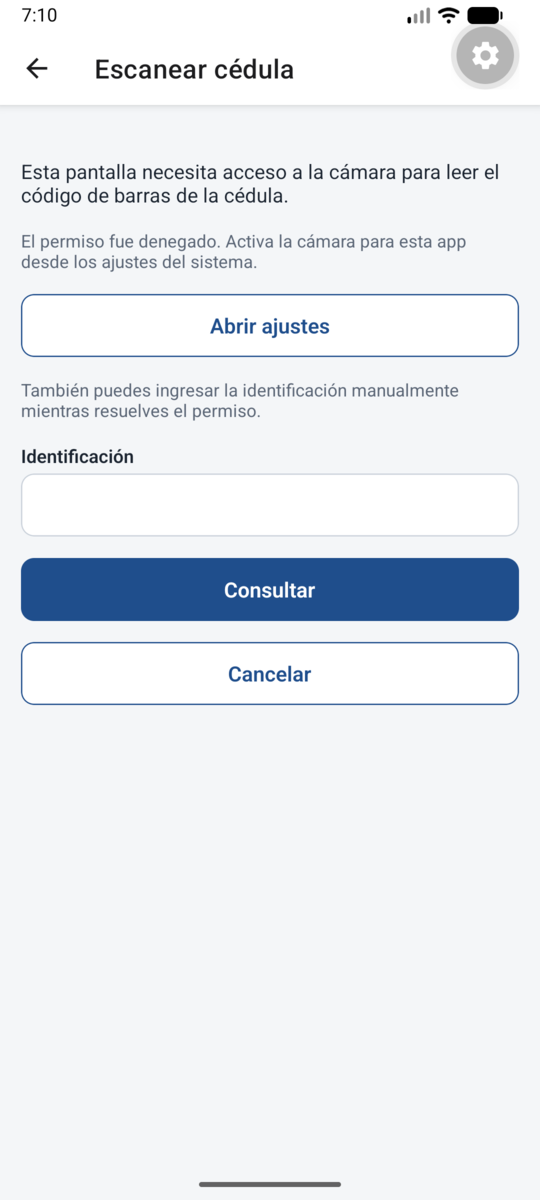 7:10
Escanear cédula
Esta pantalla necesita acceso a la cámara para leer el
código de barras de la cédula.
El permiso fue denegado. Activa la cámara para esta app
desde los ajustes del sistema.
Abrir ajustes
También puedes ingresar la identificación manualmente
mientras resuelves el permiso.
Identificación
Consultar
Cancelar